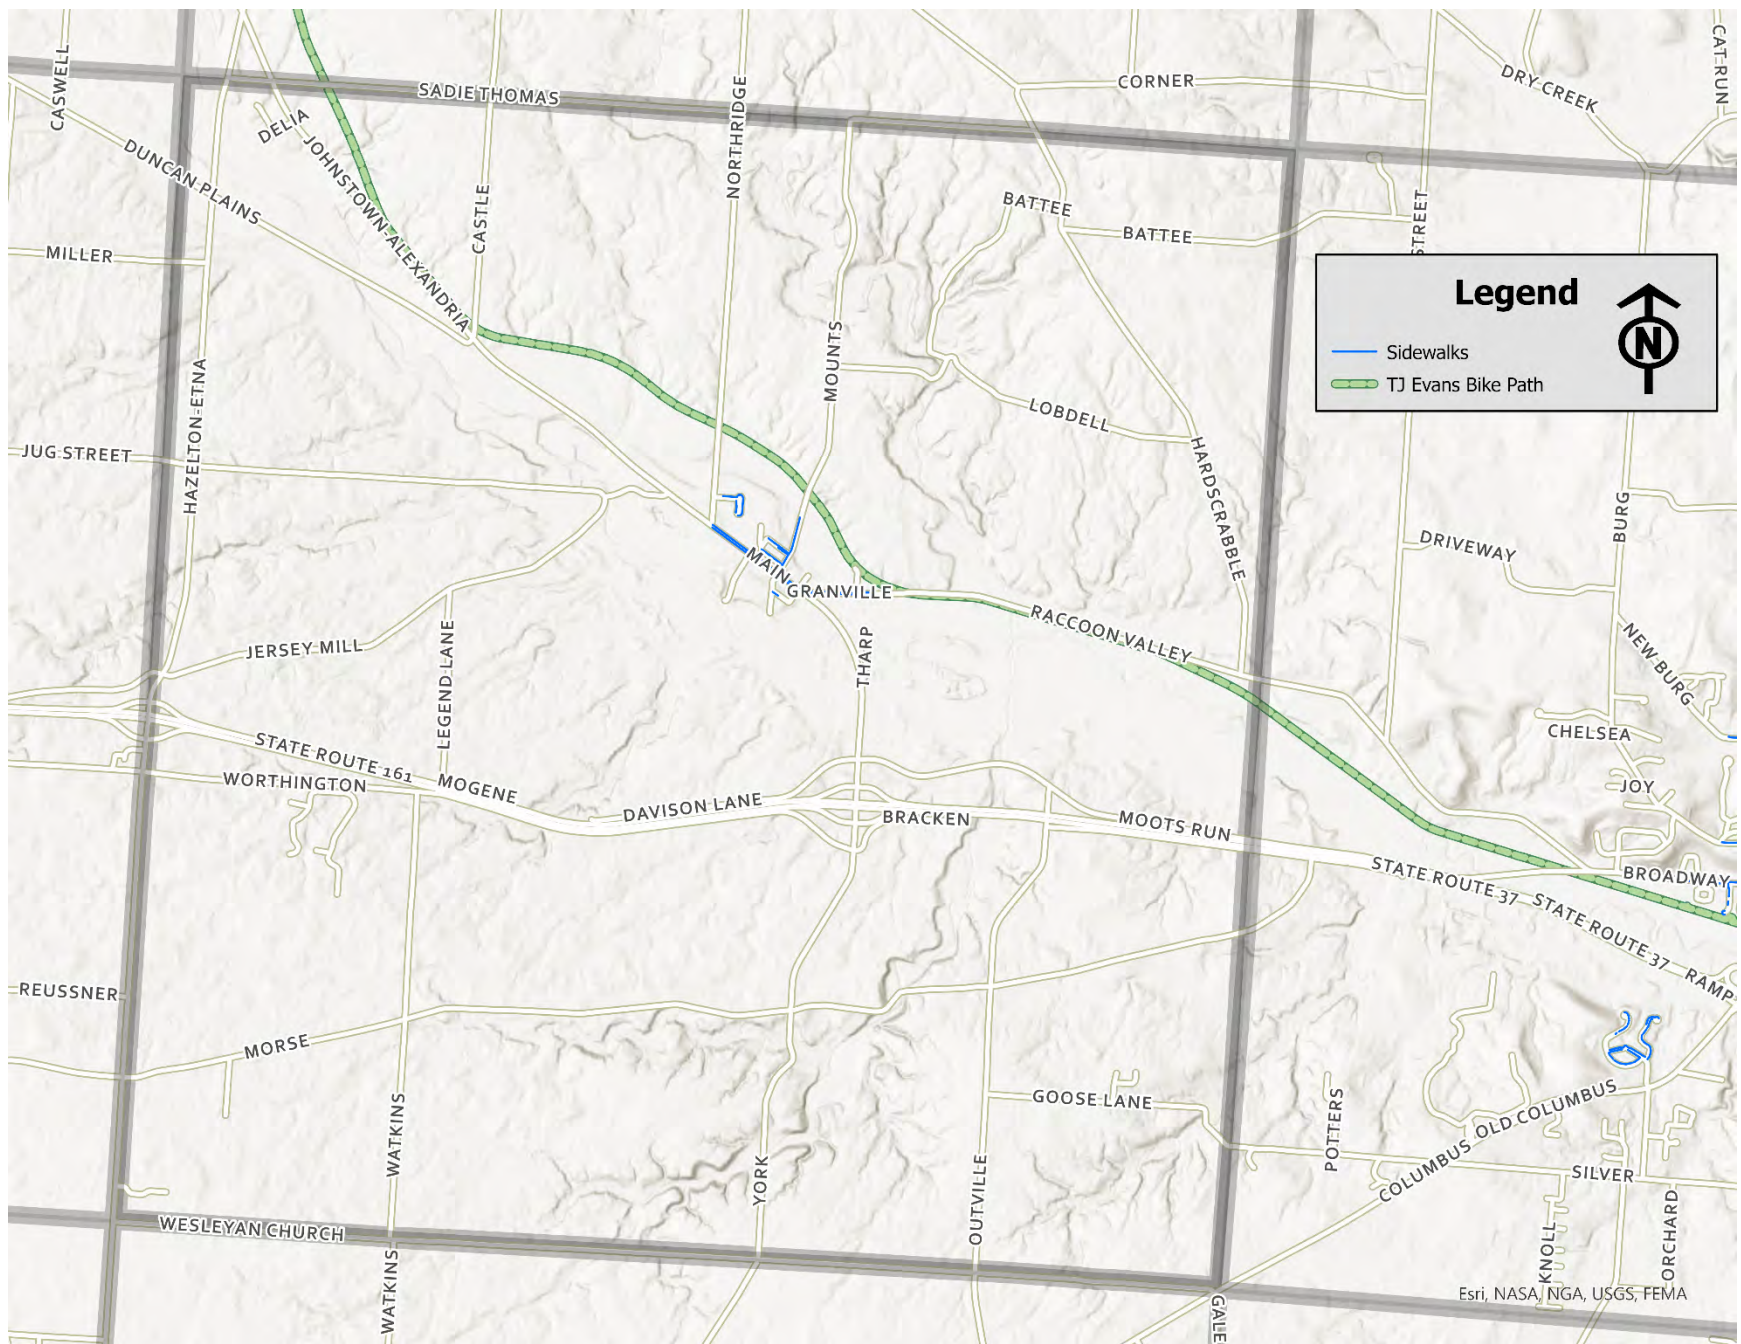 CASWELL
SADIE THOMAS
NORTHRIDGE
CORNER
DRY CREEK
CAT RUN
DELIA
JOHNSTOWN-ALEXANDRIA
DUNCAN PLAINS
CASTLE
BATTEE
BATTEE
STREET
MILLER
Legend
N
Sidewalks
TJ Evans Bike Path
HAZELTON-ETNA
MOUNTS
LOBDELL
JUG STREET
HARDSCRABBLE
BURG
DRIVEWAY
MAIN
GRANVILLE
RACCOON VALLEY
JERSEY MILL
LEGEND LANE
THARP
NEW BURG
CHELSEA
STATE ROUTE 161
WORTHINGTON
MOGENE
DAVISON LANE
BRACKEN
MOOTS RUN
JOY
STATE ROUTE 37
BROADWAY
STATE ROUTE 37
RAMP
REUSSNER
MORSE
WATKINS
GOOSE LANE
POTTERS
COLUMBUS
OLD COLUMBUS
YORK
OUTVILLE
SILVER
WESLEYAN CHURCH
WATKINS
KNOLL
ORCHARD
GALE
Esri, NASA, NGA, USGS, FEMA